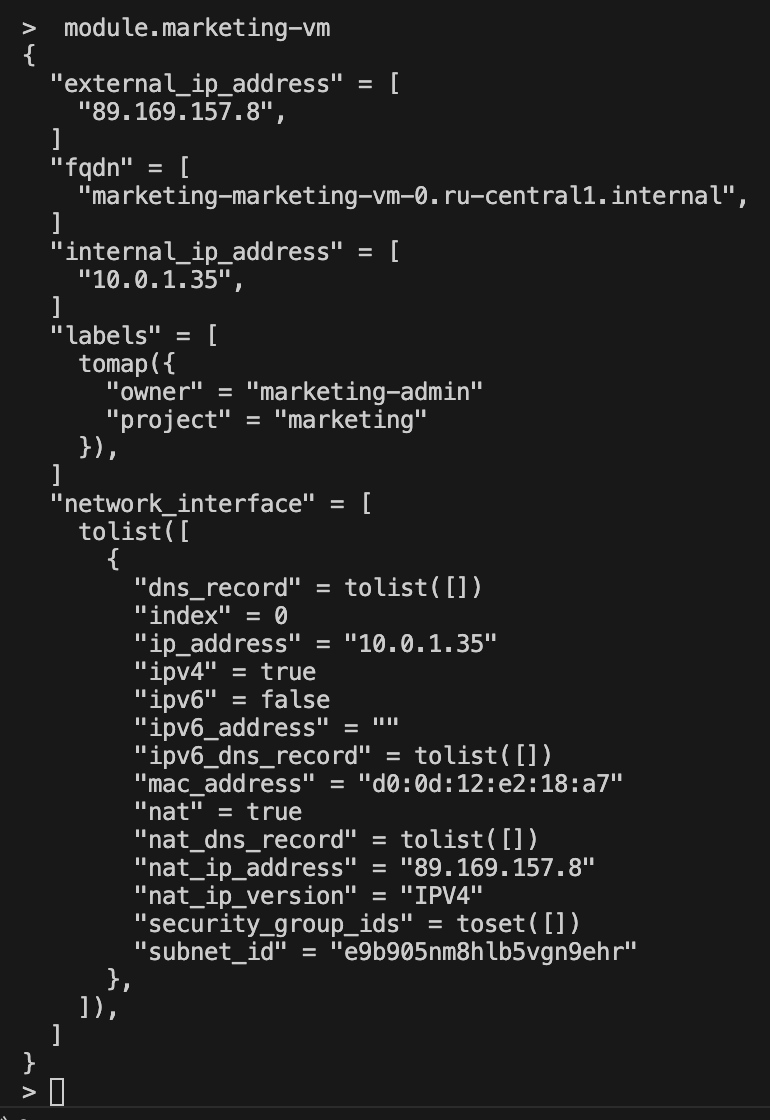 >  module.marketing-vm
{
  "external_ip_address" = [
    "89.169.157.8",
  ]
  "fqdn" = [
    "marketing-marketing-vm-0.ru-central1.internal",
  ]
  "internal_ip_address" = [
    "10.0.1.35",
  ]
  "labels" = [
    tomap({
      "owner" = "marketing-admin"
      "project" = "marketing"
    }),
  ]
  "network_interface" = [
    tolist([
      {
        "dns_record" = tolist([])
        "index" = 0
        "ip_address" = "10.0.1.35"
        "ipv4" = true
        "ipv6" = false
        "ipv6_address" = ""
        "ipv6_dns_record" = tolist([])
        "mac_address" = "d0:0d:12:e2:18:a7"
        "nat" = true
        "nat_dns_record" = tolist([])
        "nat_ip_address" = "89.169.157.8"
        "nat_ip_version" = "IPV4"
        "security_group_ids" = toset([])
        "subnet_id" = "e9b905nm8hlb5vgn9ehr"
      },
    ]),
  ]
}
>